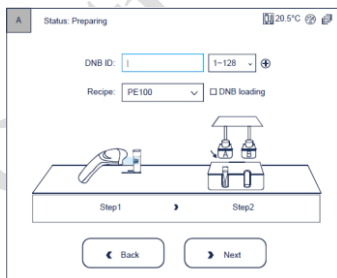 A
Status: Preparing
20.5°C
DNB ID:
1~128
Recipe:
PE100
DNB loading
A
B
Step1
Step2
Back
Next